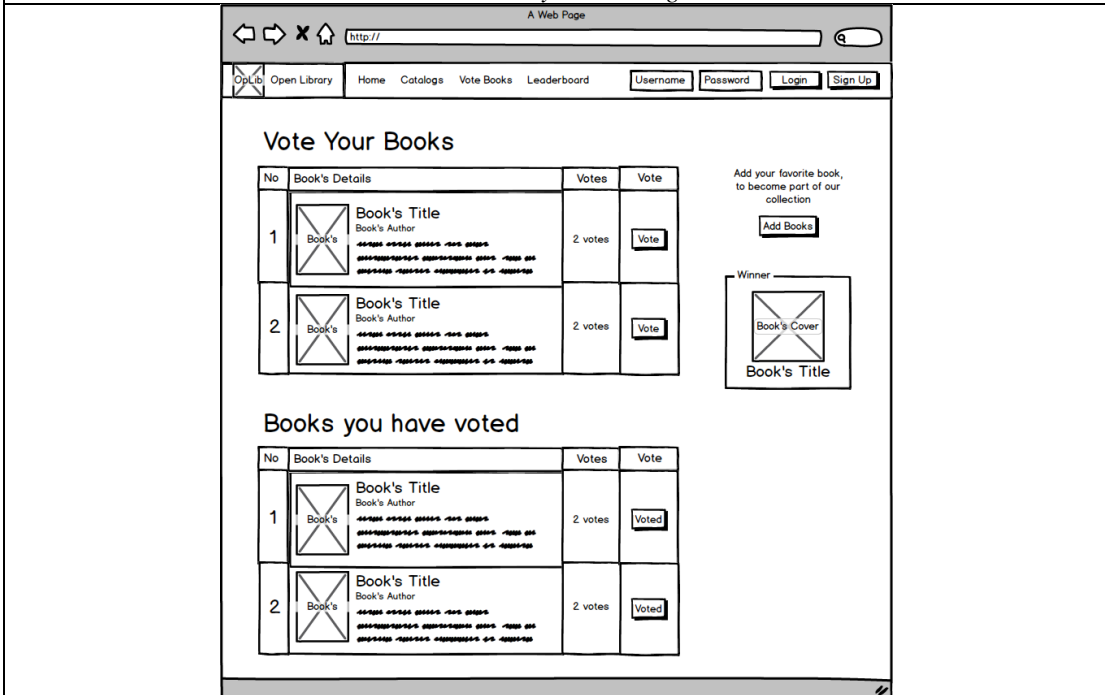 A Web Page
http://
OpLib Open Library Home Catalogs Vote Books Leaderboard Username Password Login Sign Up
Vote Your Books
No Book's Details Votes Vote
1 Book's Book's Title
Book's Author
2 votes Vote
2 Book's Book's Title
Book's Author
2 votes Vote
Add your favorite book,
to become part of our
collection
Add Books
Winner
Book's Cover
Book's Title
Books you have voted
No Book's Details Votes Vote
1 Book's Book's Title
Book's Author
2 votes Voted
2 Book's Book's Title
Book's Author
2 votes Voted